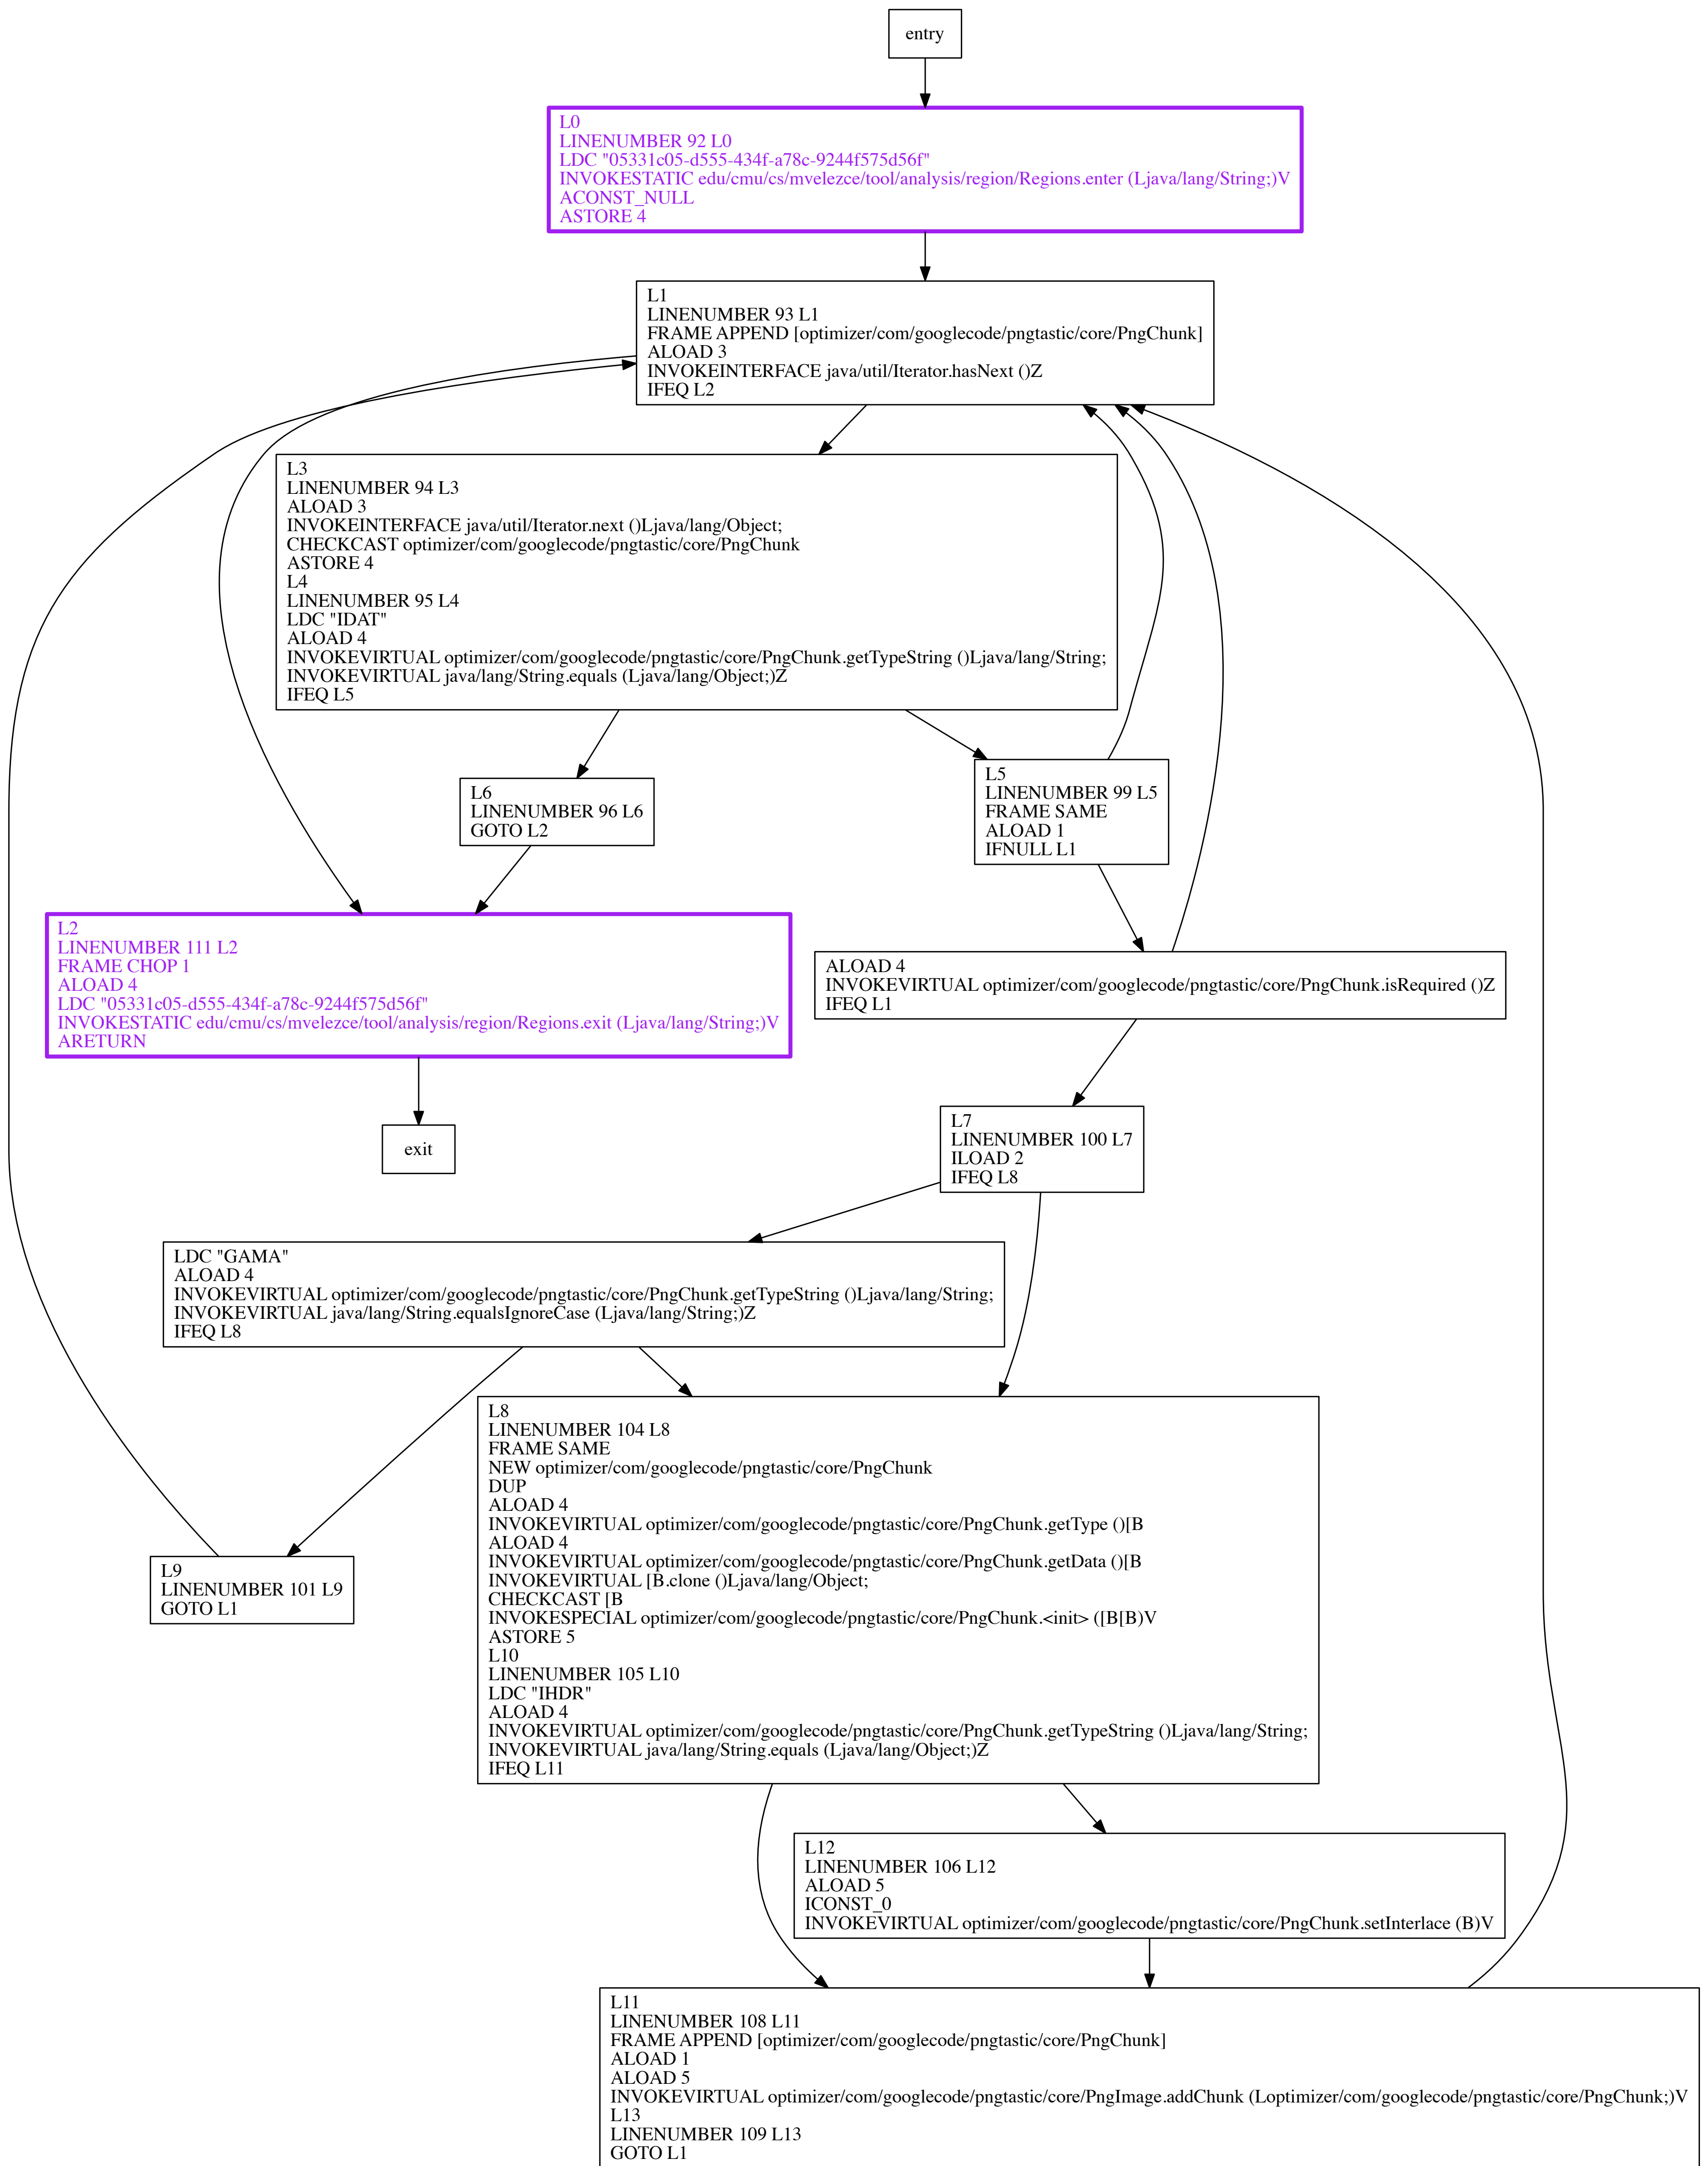 entry
L0
LINENUMBER 92 L0
LDC "05331c05-d555-434f-a78c-9244f575d56f"
INVOKESTATIC edu/cmu/cs/mvelezce/tool/analysis/region/Regions.enter (Ljava/lang/String;)V
ACONST_NULL
ASTORE 4
L1
LINENUMBER 93 L1
FRAME APPEND [optimizer/com/googlecode/pngtastic/core/PngChunk]
ALOAD 3
INVOKEINTERFACE java/util/Iterator.hasNext ()Z
IFEQ L2
L3
LINENUMBER 94 L3
ALOAD 3
INVOKEINTERFACE java/util/Iterator.next ()Ljava/lang/Object;
CHECKCAST optimizer/com/googlecode/pngtastic/core/PngChunk
ASTORE 4
L4
LINENUMBER 95 L4
LDC "IDAT"
ALOAD 4
INVOKEVIRTUAL optimizer/com/googlecode/pngtastic/core/PngChunk.getTypeString ()Ljava/lang/String;
INVOKEVIRTUAL java/lang/String.equals (Ljava/lang/Object;)Z
IFEQ L5
L6
LINENUMBER 96 L6
GOTO L2
L5
LINENUMBER 99 L5
FRAME SAME
ALOAD 1
IFNULL L1
L2
LINENUMBER 111 L2
FRAME CHOP 1
ALOAD 4
LDC "05331c05-d555-434f-a78c-9244f575d56f"
INVOKESTATIC edu/cmu/cs/mvelezce/tool/analysis/region/Regions.exit (Ljava/lang/String;)V
ARETURN
ALOAD 4
INVOKEVIRTUAL optimizer/com/googlecode/pngtastic/core/PngChunk.isRequired ()Z
IFEQ L1
exit
L7
LINENUMBER 100 L7
ILOAD 2
IFEQ L8
LDC "GAMA"
ALOAD 4
INVOKEVIRTUAL optimizer/com/googlecode/pngtastic/core/PngChunk.getTypeString ()Ljava/lang/String;
INVOKEVIRTUAL java/lang/String.equalsIgnoreCase (Ljava/lang/String;)Z
IFEQ L8
L8
LINENUMBER 104 L8
FRAME SAME
NEW optimizer/com/googlecode/pngtastic/core/PngChunk
DUP
ALOAD 4
INVOKEVIRTUAL optimizer/com/googlecode/pngtastic/core/PngChunk.getType ()[B
ALOAD 4
INVOKEVIRTUAL optimizer/com/googlecode/pngtastic/core/PngChunk.getData ()[B
INVOKEVIRTUAL [B.clone ()Ljava/lang/Object;
CHECKCAST [B
INVOKESPECIAL optimizer/com/googlecode/pngtastic/core/PngChunk.<init> ([B[B)V
ASTORE 5
L10
LINENUMBER 105 L10
LDC "IHDR"
ALOAD 4
INVOKEVIRTUAL optimizer/com/googlecode/pngtastic/core/PngChunk.getTypeString ()Ljava/lang/String;
INVOKEVIRTUAL java/lang/String.equals (Ljava/lang/Object;)Z
IFEQ L11
L9
LINENUMBER 101 L9
GOTO L1
L12
LINENUMBER 106 L12
ALOAD 5
ICONST_0
INVOKEVIRTUAL optimizer/com/googlecode/pngtastic/core/PngChunk.setInterlace (B)V
L11
LINENUMBER 108 L11
FRAME APPEND [optimizer/com/googlecode/pngtastic/core/PngChunk]
ALOAD 1
ALOAD 5
INVOKEVIRTUAL optimizer/com/googlecode/pngtastic/core/PngImage.addChunk (Loptimizer/com/googlecode/pngtastic/core/PngChunk;)V
L13
LINENUMBER 109 L13
GOTO L1